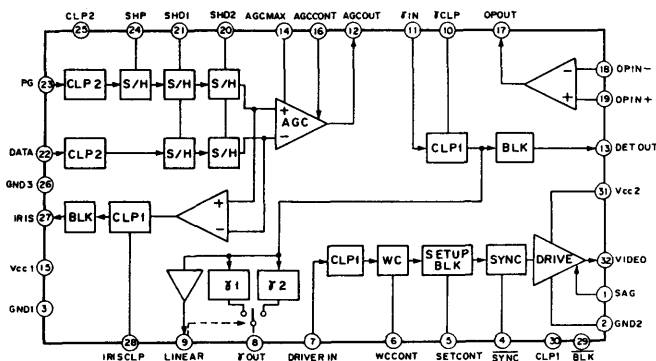 CLP2 SHP SHD1 SHD2 AGCMAX AGCCONT AGCOUT γIN γCLP OPOUT
25 24 21 20 14 16 12 11 10 17
PG 23 CLP2 S/H S/H S/H
+ AGC −
− 18 OPIN−
+ 19 OPIN+
DATA 22 CLP2 S/H S/H
CLP1 BLK 13 DET OUT
GND3 26
IRIS 27 BLK CLP1 + −
31 Vcc2
Vcc1 15
γ1 γ2
CLP1 WC SETUP BLK SYNC DRIVE 32 VIDEO
1 SAG
GND1 3
2 GND2
28 9 8 7 6 5 4 30 29
IRISCLP LINEAR γOUT DRIVER IN WCCONT SETCONT SYNC CLP1 BLK